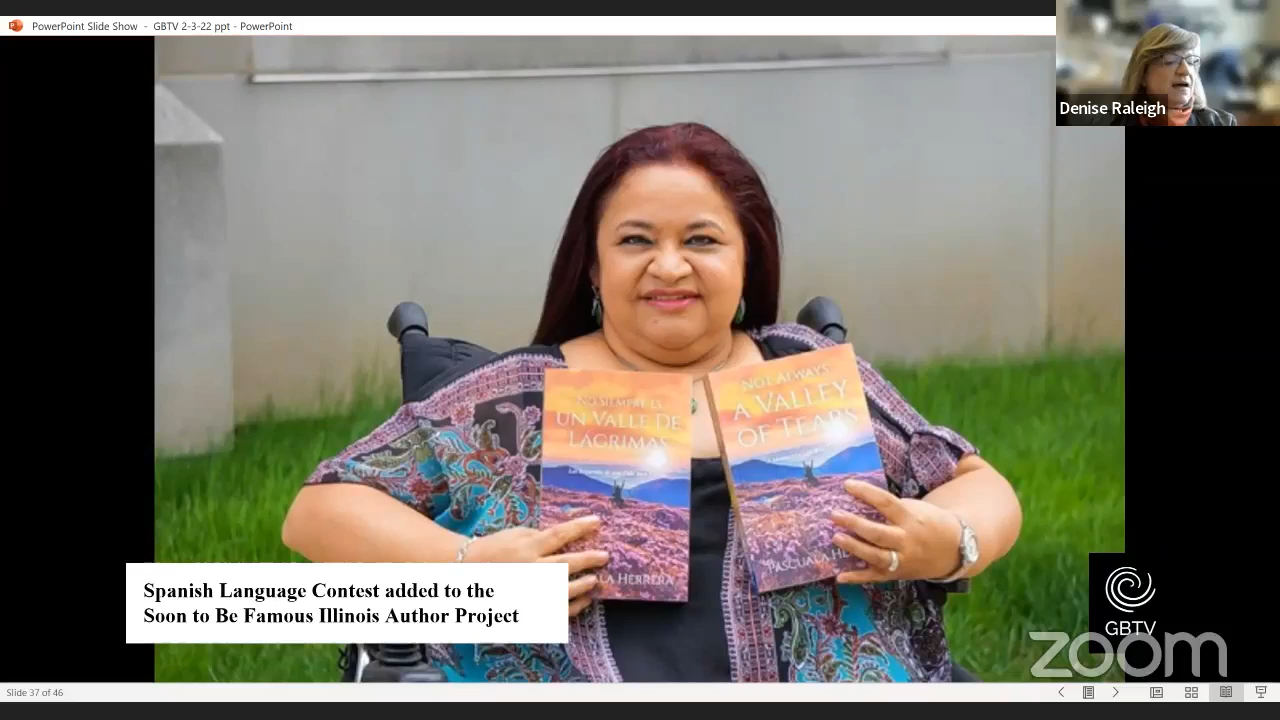 PowerPoint Slide Show - GBTV 2-3-22 ppt - PowerPoint
Denise Raleigh
NO SIEMPRE ES
UN VALLE DE
LÁGRIMAS
HERRERA
NOT ALWAYS
A VALLEY
OF TEARS
PASCUALA
Spanish Language Contest added to the
Soon to Be Famous Illinois Author Project
GBTV
zoom
Slide 37 of 46